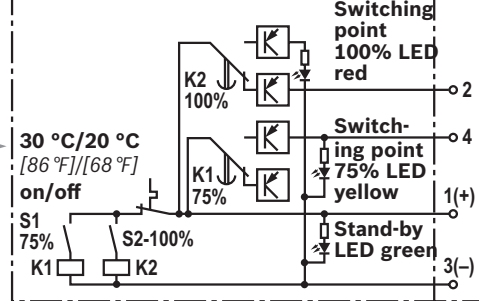 Switching
point
100% LED
red
K2
100%
2
Switch-
ing point
75% LED
yellow
4
30 °C/20 °C
[86 °F]/[68 °F]
on/off
K1
75%
1(+)
S1
75%
S2-100%
Stand-by
LED green
K1
K2
3(–)